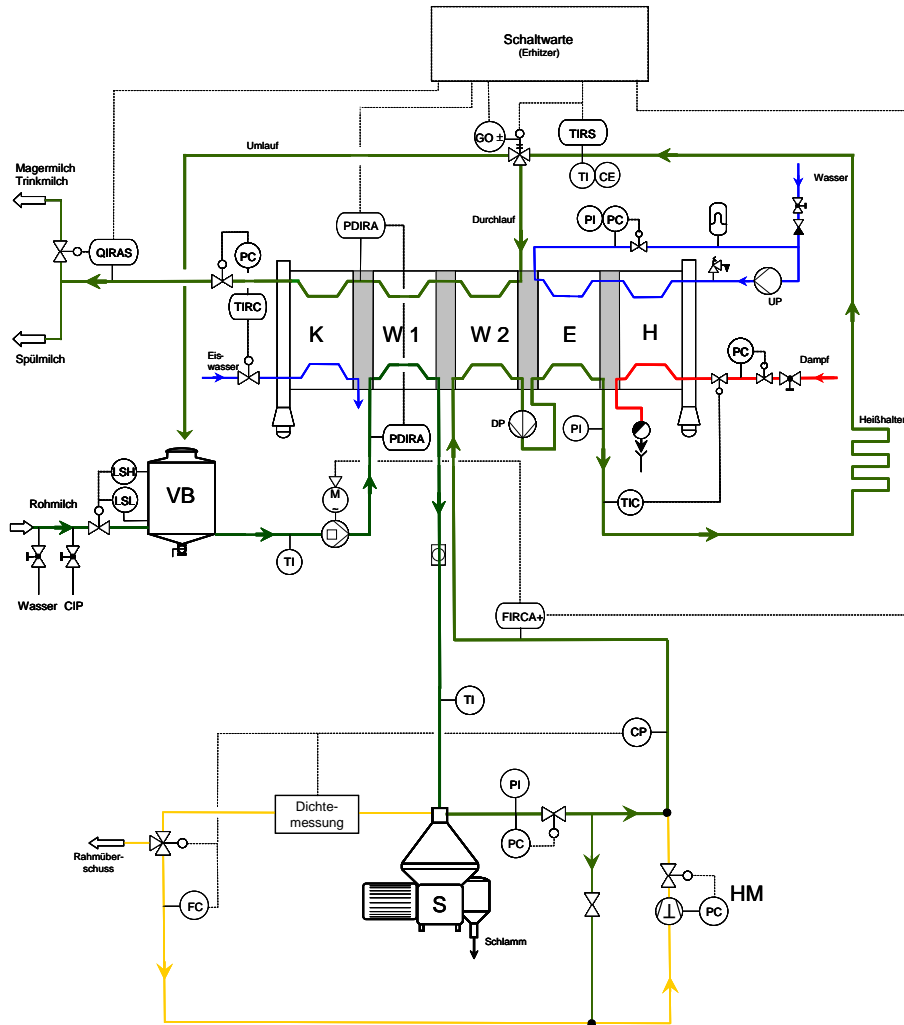 Schaltwarte
(Erhitzer)
GO ±
TIRS
TI
CE
Umlauf
Magermilch
Trinkmilch
Wasser
Durchlauf
PI
PC
PDIRA
QIRAS
PC
TIRC
UP
K
W 1
W 2
E
H
Spülmilch
Eis-
wasser
PC
Dampf
DP
PI
Heißhalter
PDIRA
LSH
LSL
VB
M
~
TIC
Rohmilch
TI
Wasser
CIP
FIRCA+
TI
CP
PI
Dichte-
messung
PC
Rahmüber-
schuss
FC
S
PC
HM
Schlamm